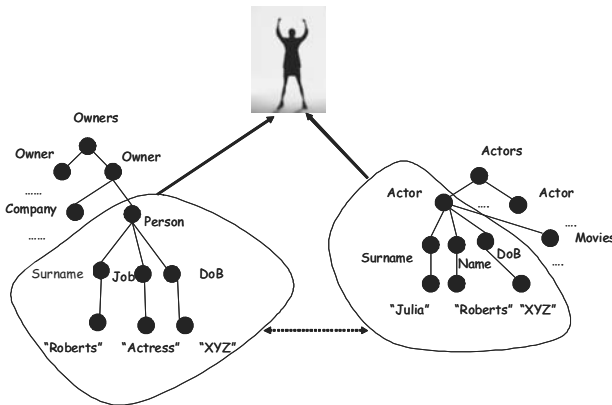 Owners
Owner
Owner
......
Company
......
Person
Surname
Job
DoB
“Roberts”
“Actress”
“XYZ”
Actors
Actor
....
Actor
....
Movies
....
Surname
Name
DoB
“Julia”
“Roberts”
“XYZ”